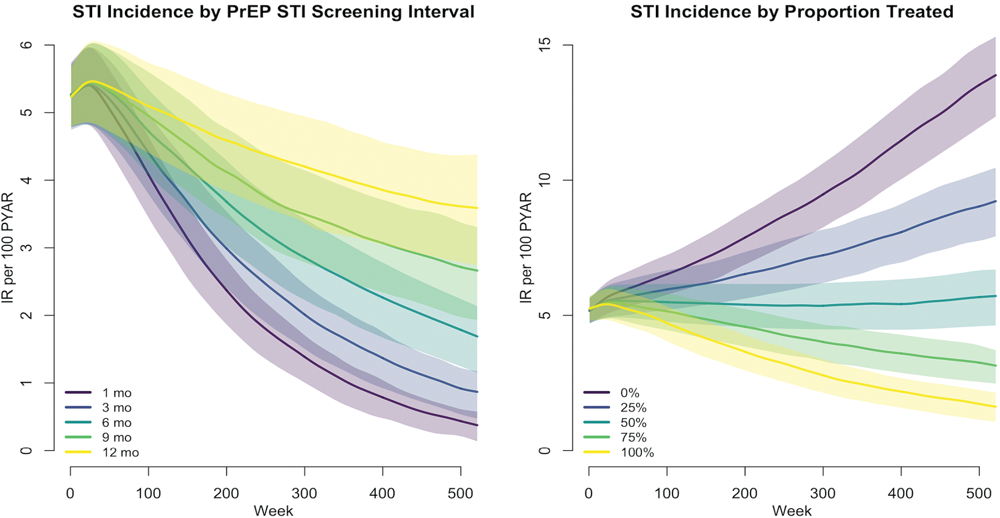 STI Incidence by PrEP STI Screening Interval
6
5
4
3
2
1
0
IR per 100 PYAR
1 mo
3 mo
6 mo
9 mo
12 mo
0 100 200 300 400 500
Week
STI Incidence by Proportion Treated
15
10
5
0
IR per 100 PYAR
0%
25%
50%
75%
100%
0 100 200 300 400 500
Week